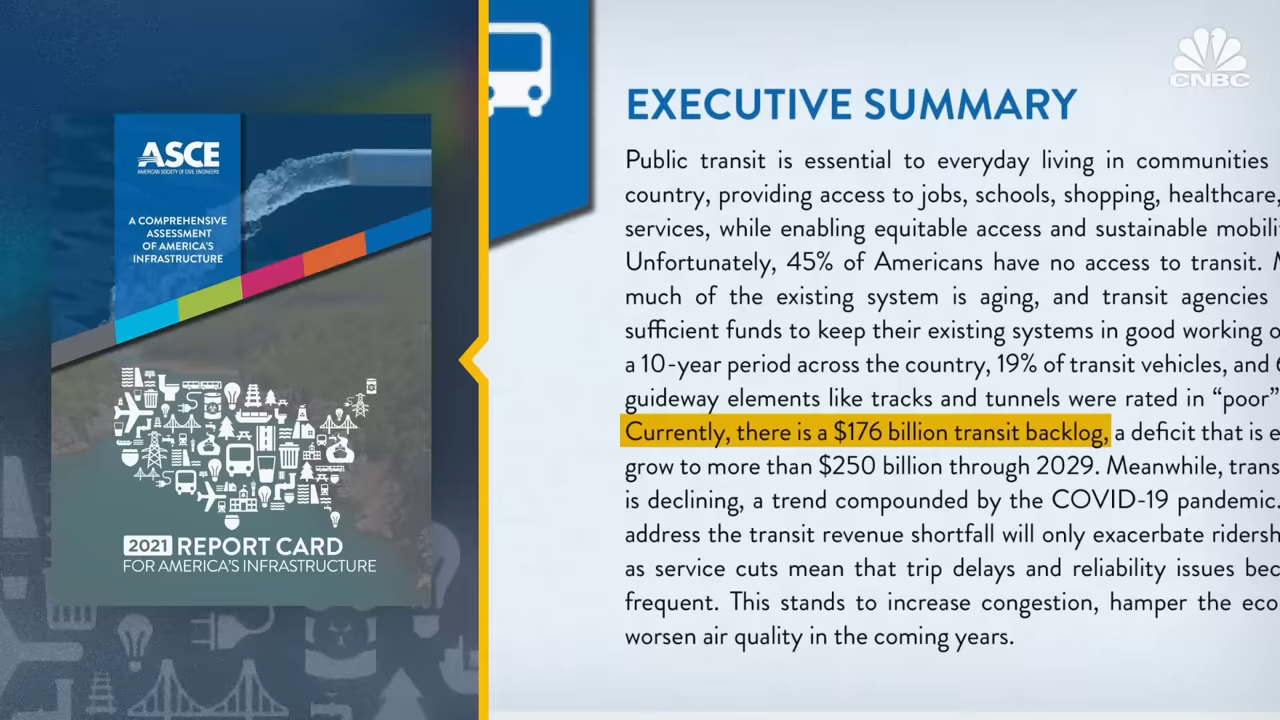 ASCE
AMERICAN SOCIETY OF CIVIL ENGINEERS
A COMPREHENSIVE
ASSESSMENT
OF AMERICA'S
INFRASTRUCTURE
2021 REPORT CARD
FOR AMERICA'S INFRASTRUCTURE
CNBC
EXECUTIVE SUMMARY
Public transit is essential to everyday living in communities
country, providing access to jobs, schools, shopping, healthcare,
services, while enabling equitable access and sustainable mobili
Unfortunately, 45% of Americans have no access to transit.
much of the existing system is aging, and transit agencies
sufficient funds to keep their existing systems in good working o
a 10-year period across the country, 19% of transit vehicles, and
guideway elements like tracks and tunnels were rated in “poor”
Currently, there is a $176 billion transit backlog, a deficit that is e
grow to more than $250 billion through 2029. Meanwhile, trans
is declining, a trend compounded by the COVID-19 pandemic.
address the transit revenue shortfall will only exacerbate ridersh
as service cuts mean that trip delays and reliability issues bec
frequent. This stands to increase congestion, hamper the eco
worsen air quality in the coming years.